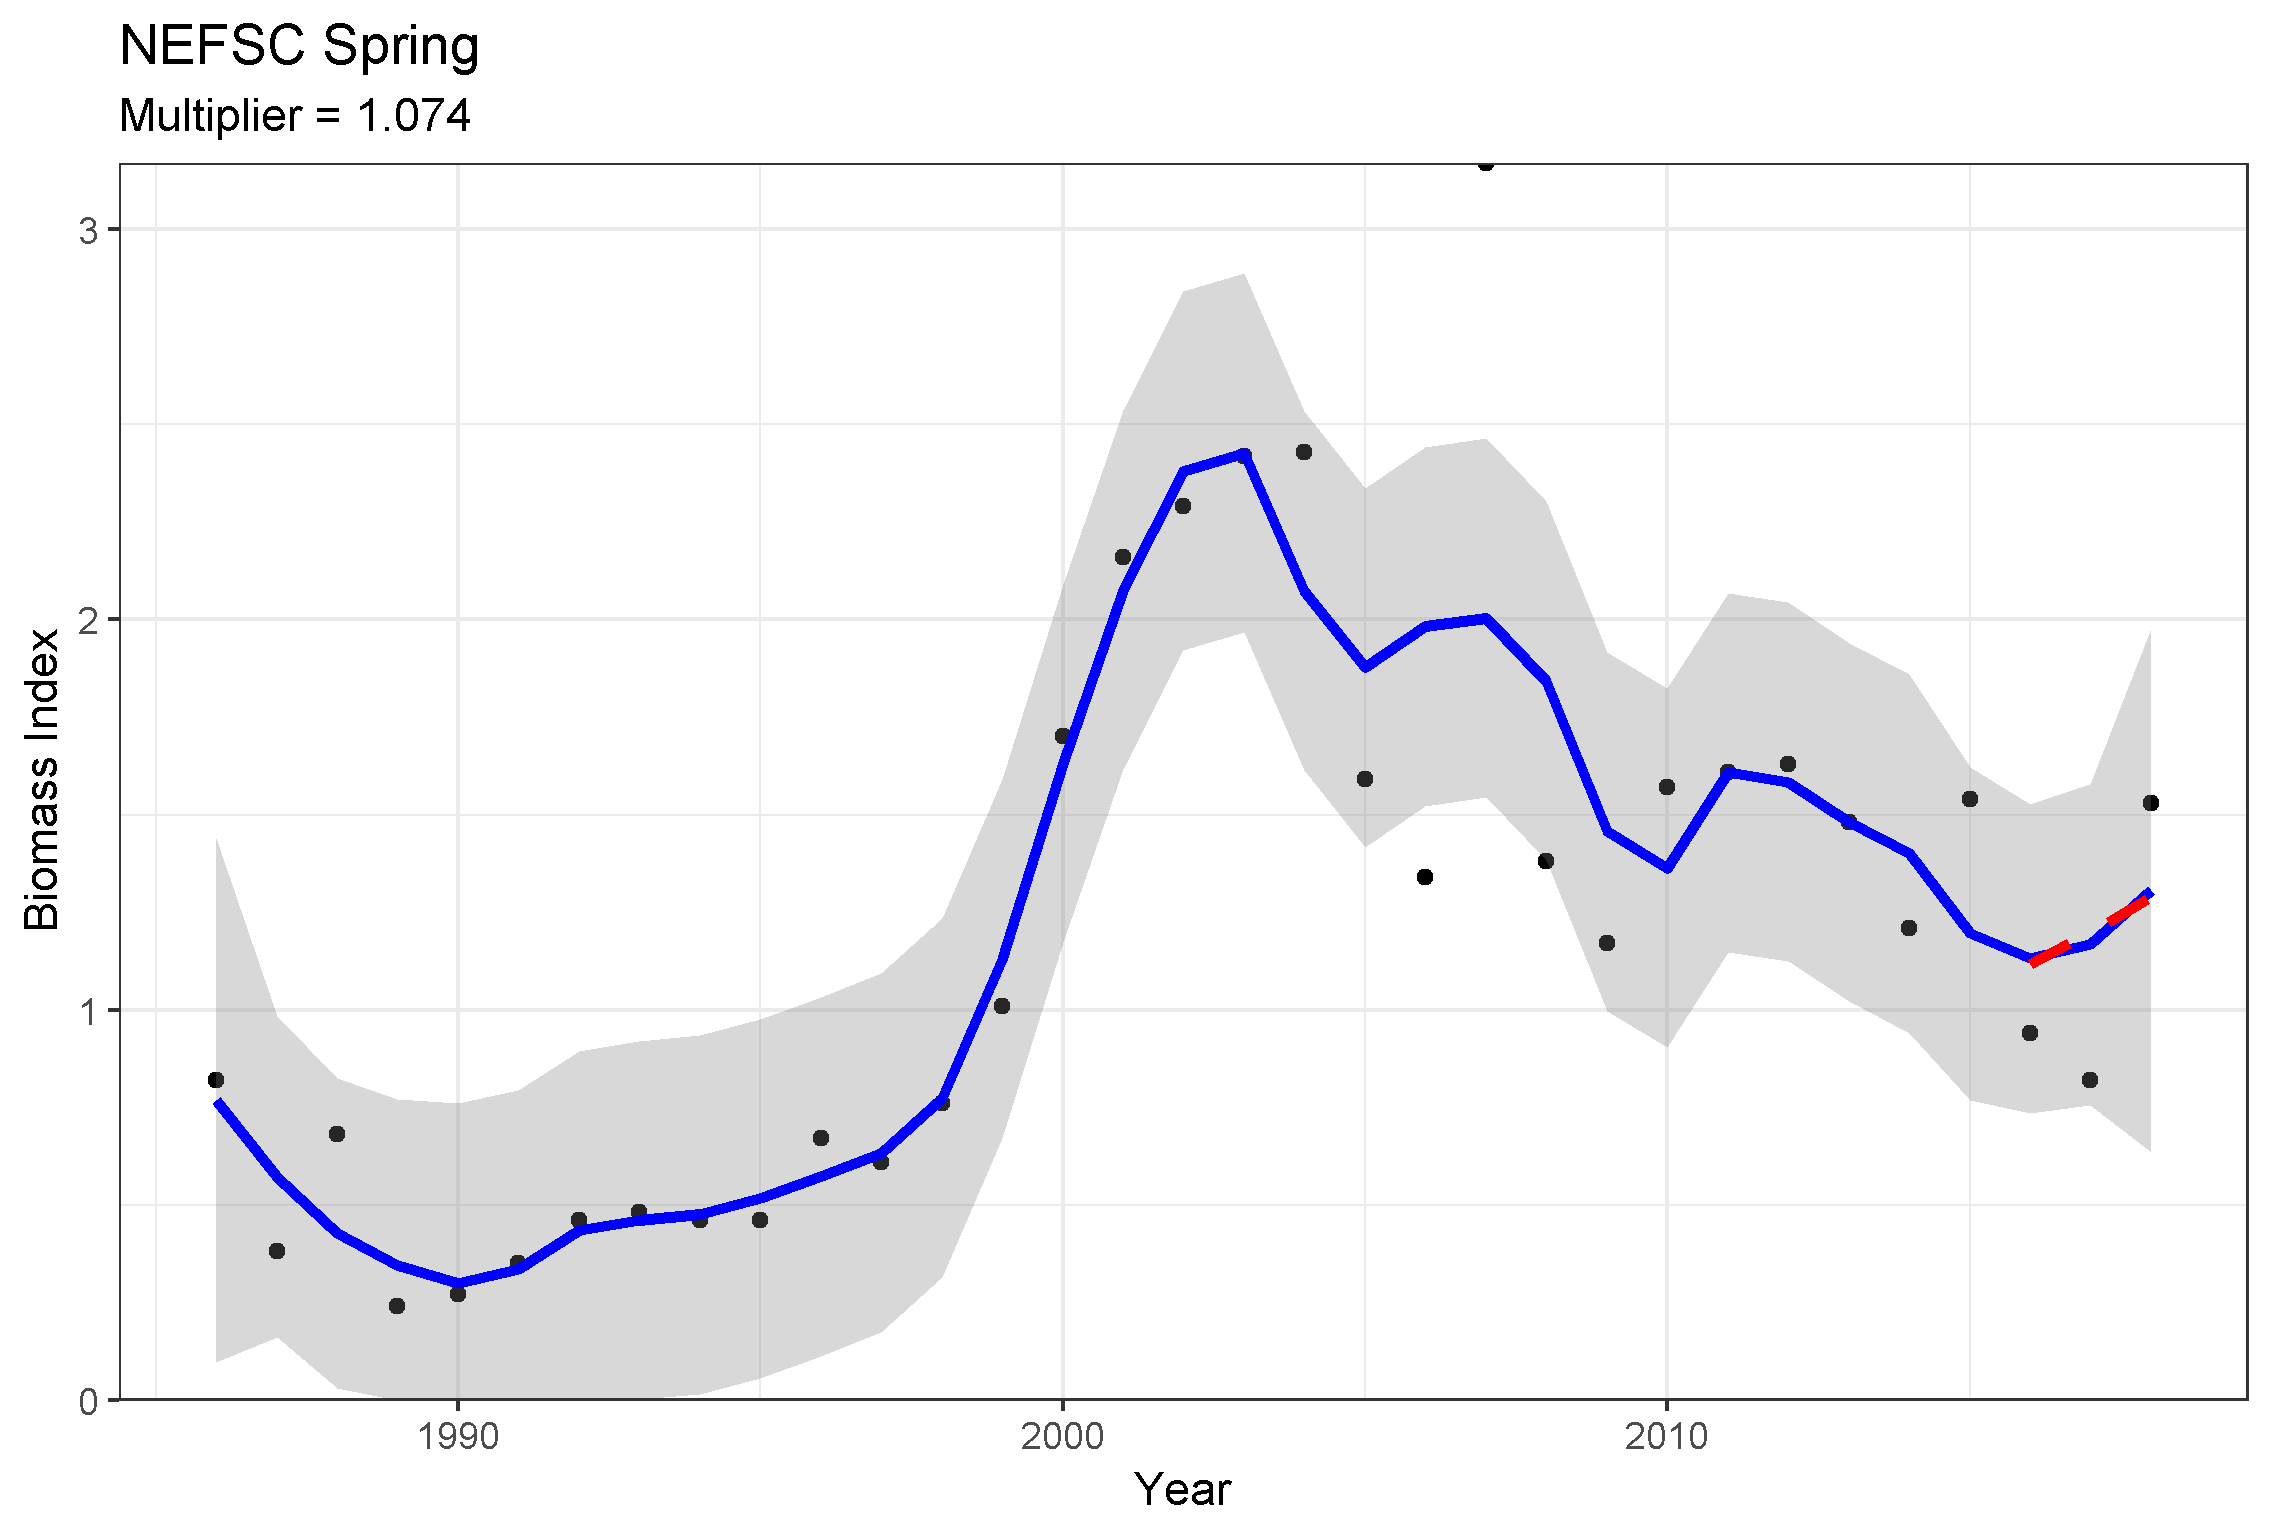 NEFSC Spring
Multiplier = 1.074
3
2
1
0
Biomass Index
1990 2000 2010
Year